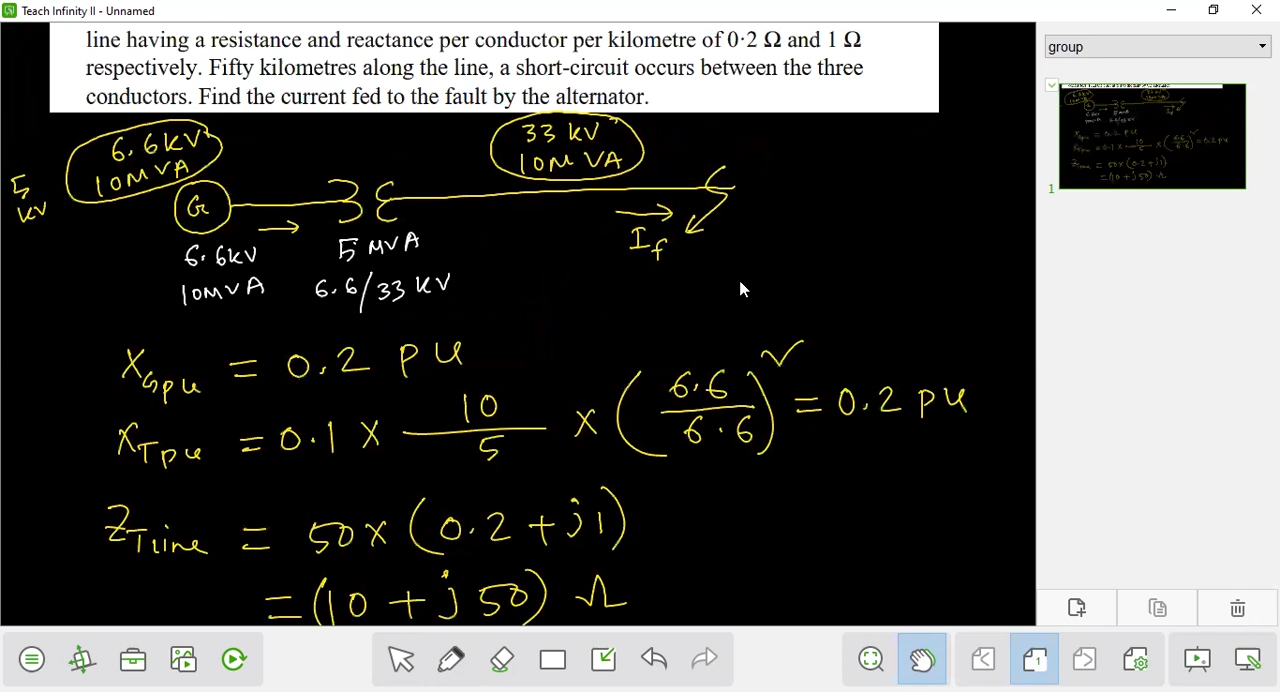 Teach Infinity II - Unnamed
line having a resistance and reactance per conductor per kilometre of 0·2 Ω and 1 Ω
respectively. Fifty kilometres along the line, a short-circuit occurs between the three
conductors. Find the current fed to the fault by the alternator.
group
6.6KV
10MVA
33 KV
10MVA
5
KV
G
If
6.6KV
10MVA
5 MVA
6.6/33 KV
XGpu = 0.2 pu
XTpu = 0.1 × 10/5 × (6.6/6.6)² = 0.2 pu
ZTline = 50 × (0.2 + j1)
= (10 + j50) Ω
1
1